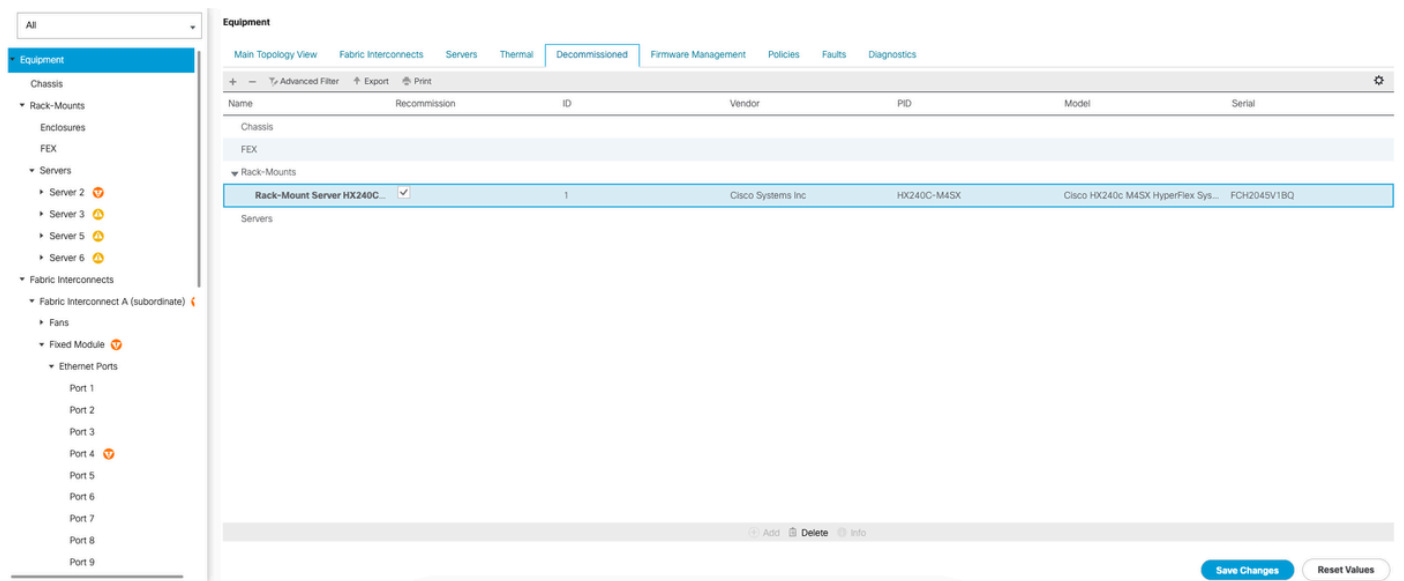 All
Equipment
Chassis
Rack-Mounts
Enclosures
FEX
Servers
Server 2
Server 3
Server 5
Server 6
Fabric Interconnects
Fabric Interconnect A (subordinate)
Fans
Fixed Module
Ethernet Ports
Port 1
Port 2
Port 3
Port 4
Port 5
Port 6
Port 7
Port 8
Port 9
Equipment
Main Topology View Fabric Interconnects Servers Thermal Decommissioned Firmware Management Policies Faults Diagnostics
+ − Advanced Filter Export Print
Name Recommission ID Vendor PID Model Serial
Chassis
FEX
Rack-Mounts
Rack-Mount Server HX240C... 1 Cisco Systems Inc HX240C-M4SX Cisco HX240c M4SX HyperFlex Sys... FCH2045V1BQ
Servers
Add Delete Info
Save Changes Reset Values